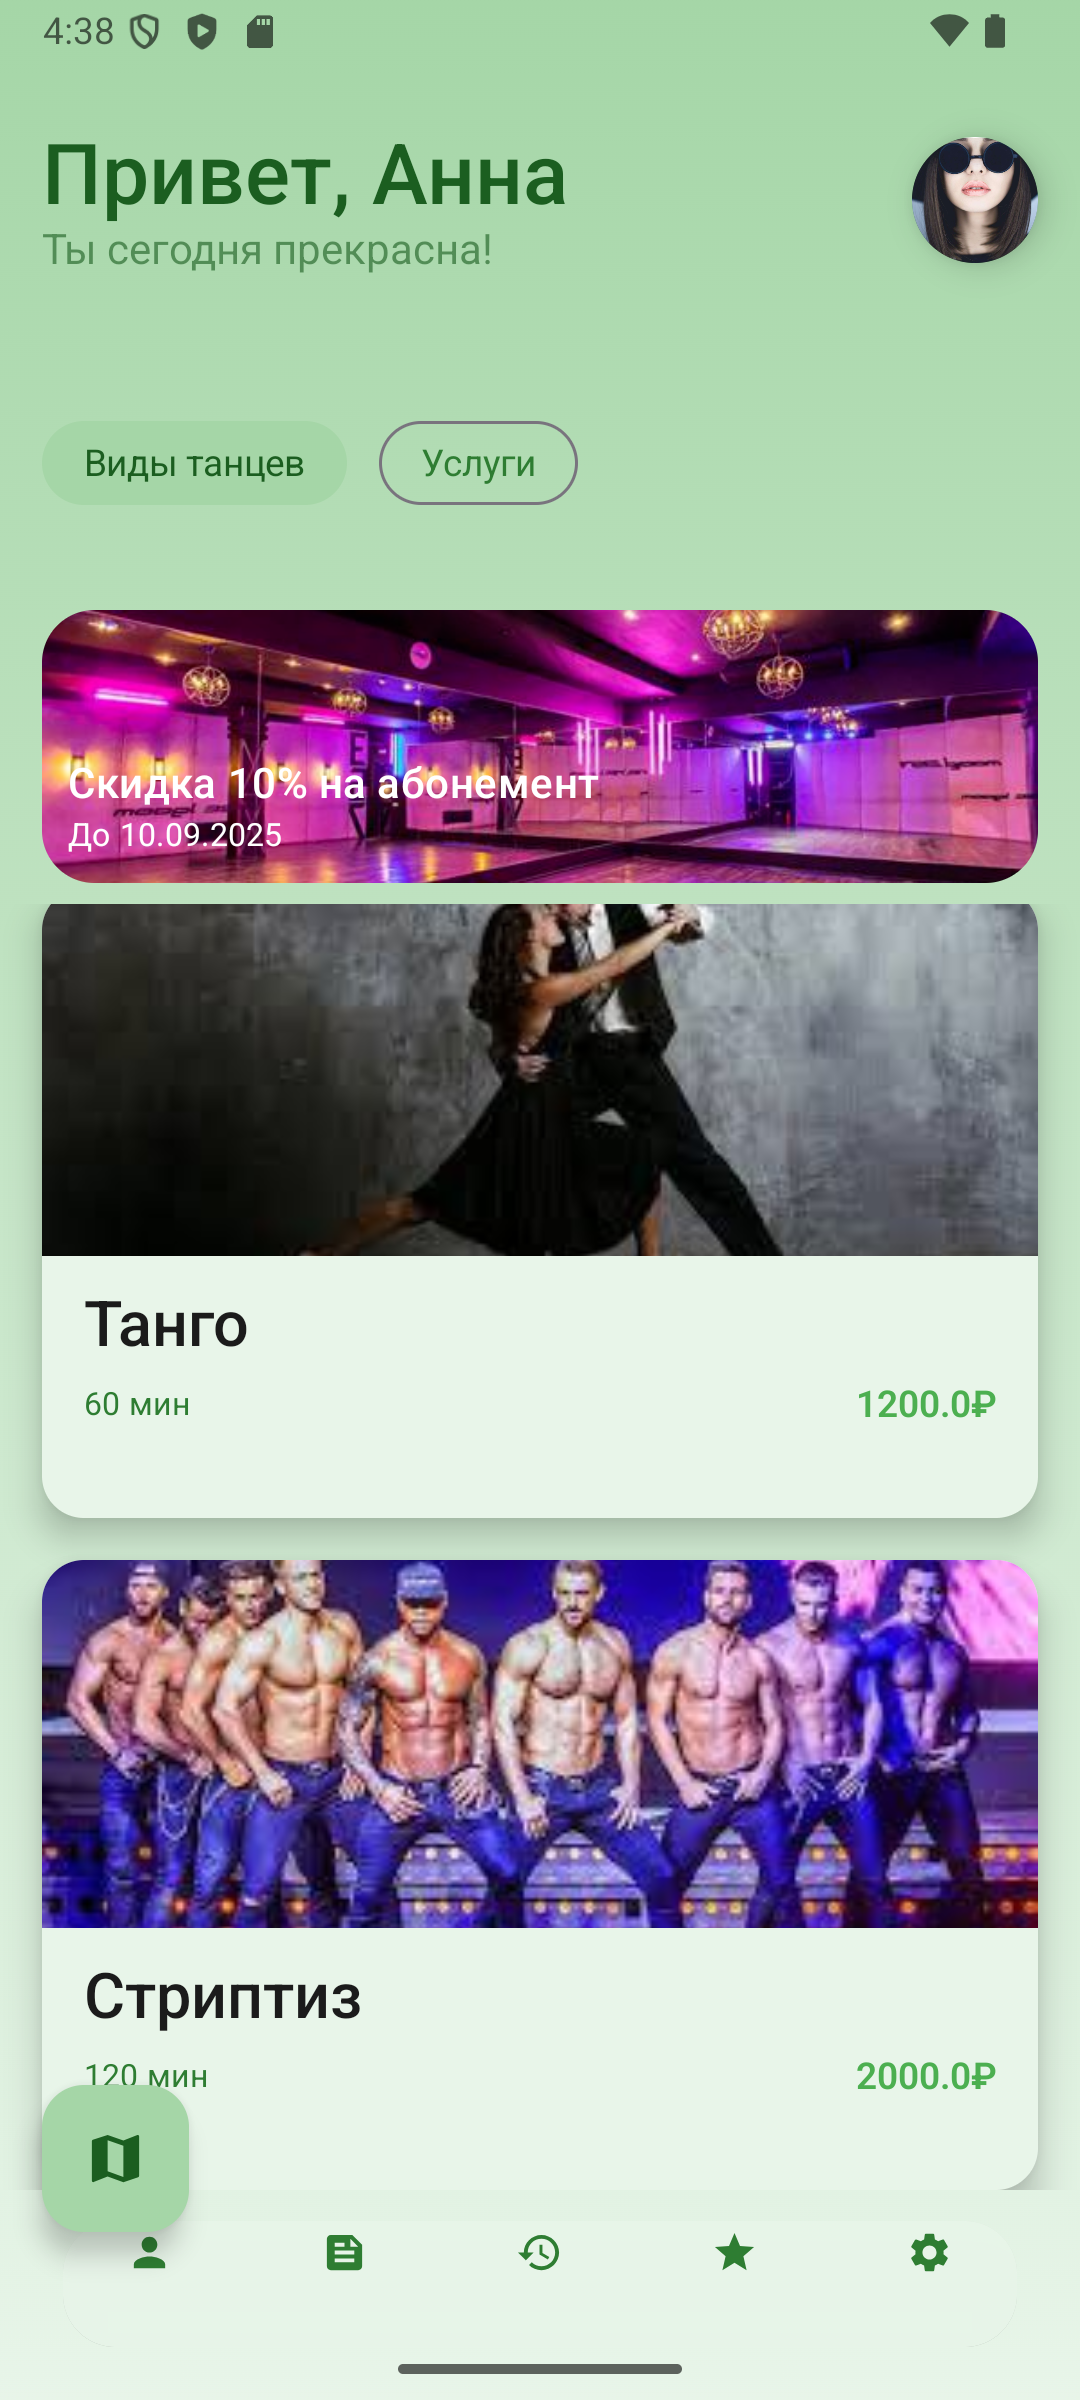 4:38
Привет, Анна
Ты сегодня прекрасна!
Виды танцев
Услуги
Скидка 10% на абонемент
До 10.09.2025
Танго
60 мин
1200.0₽
Стриптиз
120 мин
2000.0₽